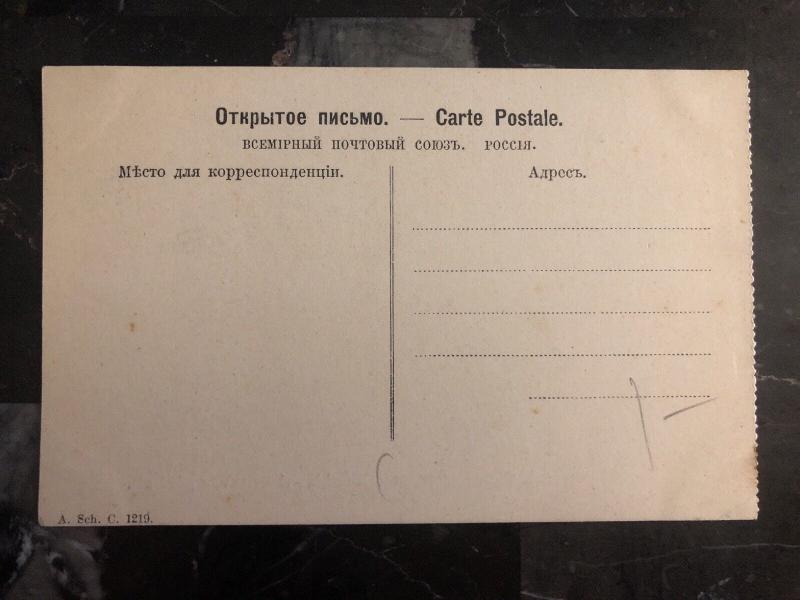 Открытое письмо. — Carte Postale.
ВСЕМІРНЫЙ ПОЧТОВЫЙ СОЮЗЪ. РОССІЯ.
Мѣсто для корреспонденціи.
Адресъ.
A. Sch. C. 1219.